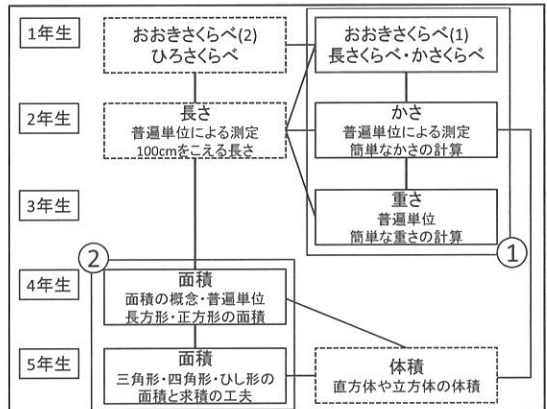 1年生
おおきさくらべ(2)
ひろさくらべ
おおきさくらべ(1)
長さくらべ・かさくらべ
2年生
長さ
普遍単位による測定
100cmをこえる長さ
かさ
普遍単位による測定
簡単なかさの計算
3年生
重さ
普遍単位
簡単な重さの計算
①
②
4年生
面積
面積の概念・普遍単位
長方形・正方形の面積
5年生
面積
三角形・四角形・ひし形の
面積と求積の工夫
体積
直方体や立方体の体積